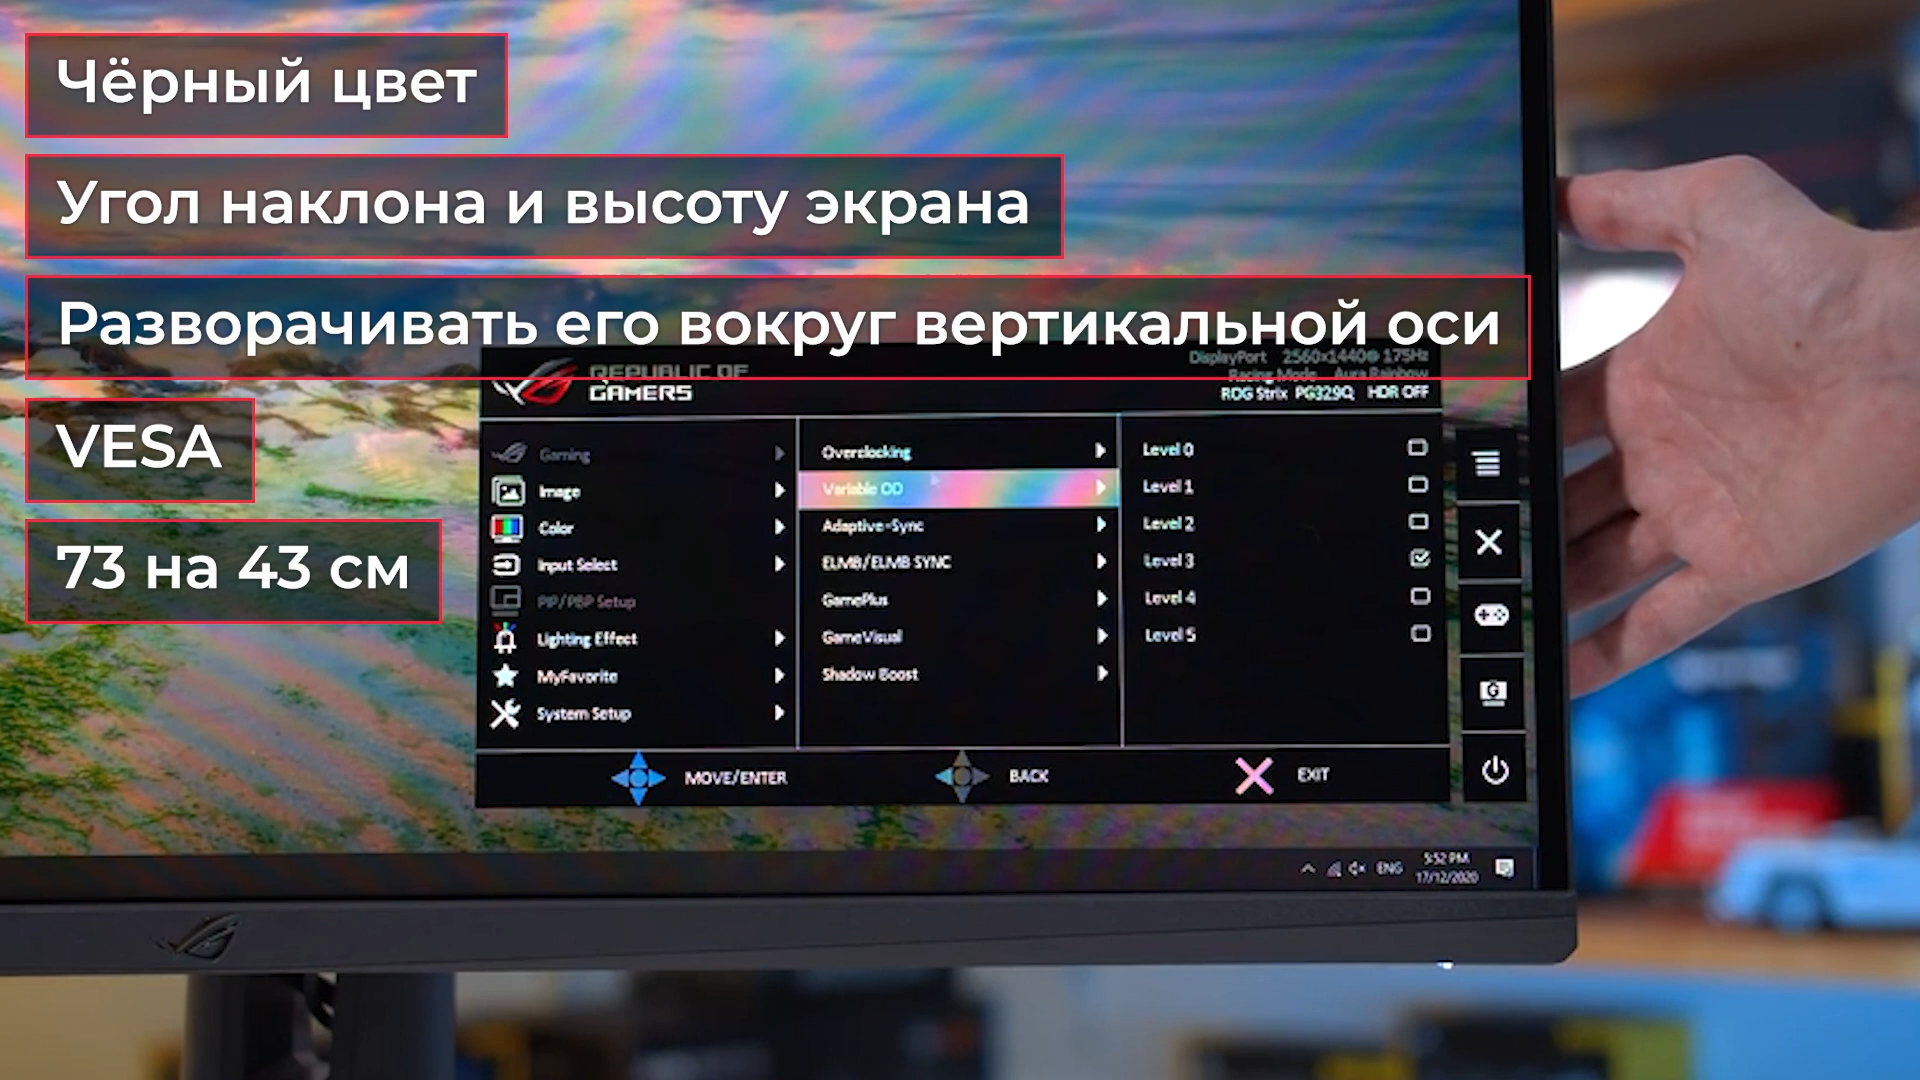 Чёрный цвет
Угол наклона и высоту экрана
Разворачивать его вокруг вертикальной оси
VESA
73 на 43 см
REPUBLIC OF
GAMERS
DisplayPort 2560x1440@ 175Hz
Racing Mode Aura Rainbow
ROG Strix PG329Q HDR OFF
Gaming
Image
Color
Input Select
PIP/PBP Setup
Lighting Effect
MyFavorite
System Setup
Overclocking
Variable OD
Adaptive-Sync
ELMB/ELMB SYNC
GamePlus
GameVisual
Shadow Boost
Level 0
Level 1
Level 2
Level 3
Level 4
Level 5
MOVE/ENTER
BACK
EXIT
ENG
5:52 PM
17/12/2020